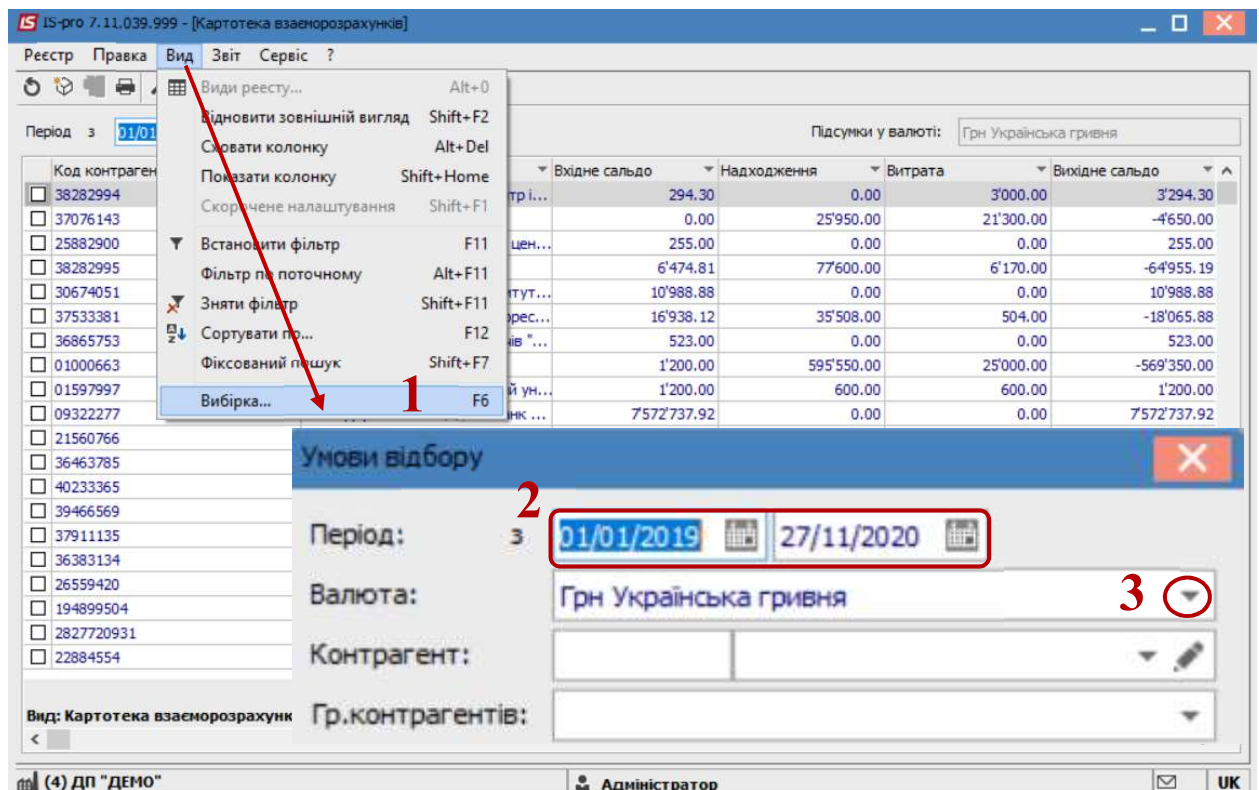 IS-pro 7.11.039.999 - [Картотека взаєморозрахунків]
Реєстр Правка Вид Звіт Сервіс ?
Види реєсту... Alt+0
Відновити зовнішній вигляд Shift+F2
Сховати колонку Alt+Del
Показати колонку Shift+Home
Скорочене налаштування Shift+F1
Встановити фільтр F11
Фільтр по поточному Alt+F11
Зняти фільтр Shift+F11
Сортувати по... F12
Фіксований пошук Shift+F7
Вибірка... 1 F6
Період з 01/01 Підсумки у валюті: Грн Українська гривня
Код контраген Вхідне сальдо Надходження Витрата Вихідне сальдо
38282994 тр і... 294.30 0.00 3'000.00 3'294.30
37076143 0.00 25'950.00 21'300.00 -4'650.00
25882900 цен... 255.00 0.00 0.00 255.00
38282995 6'474.81 77'600.00 6'170.00 -64'955.19
30674051 итут... 10'988.88 0.00 0.00 10'988.88
37533381 орес... 16'938.12 35'508.00 504.00 -18'065.88
36865753 ів "... 523.00 0.00 0.00 523.00
01000663 1'200.00 595'550.00 25'000.00 -569'350.00
01597997 й ун... 1'200.00 600.00 600.00 1'200.00
09322277 нк ... 7'572'737.92 0.00 0.00 7'572'737.92
21560766
36463785
40233365
39466569
37911135
36383134
26559420
194899504
2827720931
22884554
Умови відбору
2
Період: з 01/01/2019 27/11/2020
Валюта: Грн Українська гривня 3
Контрагент:
Гр.контрагентів:
Вид: Картотека взаєморозрахунк
(4) ДП "ДЕМО" Адміністратор UK